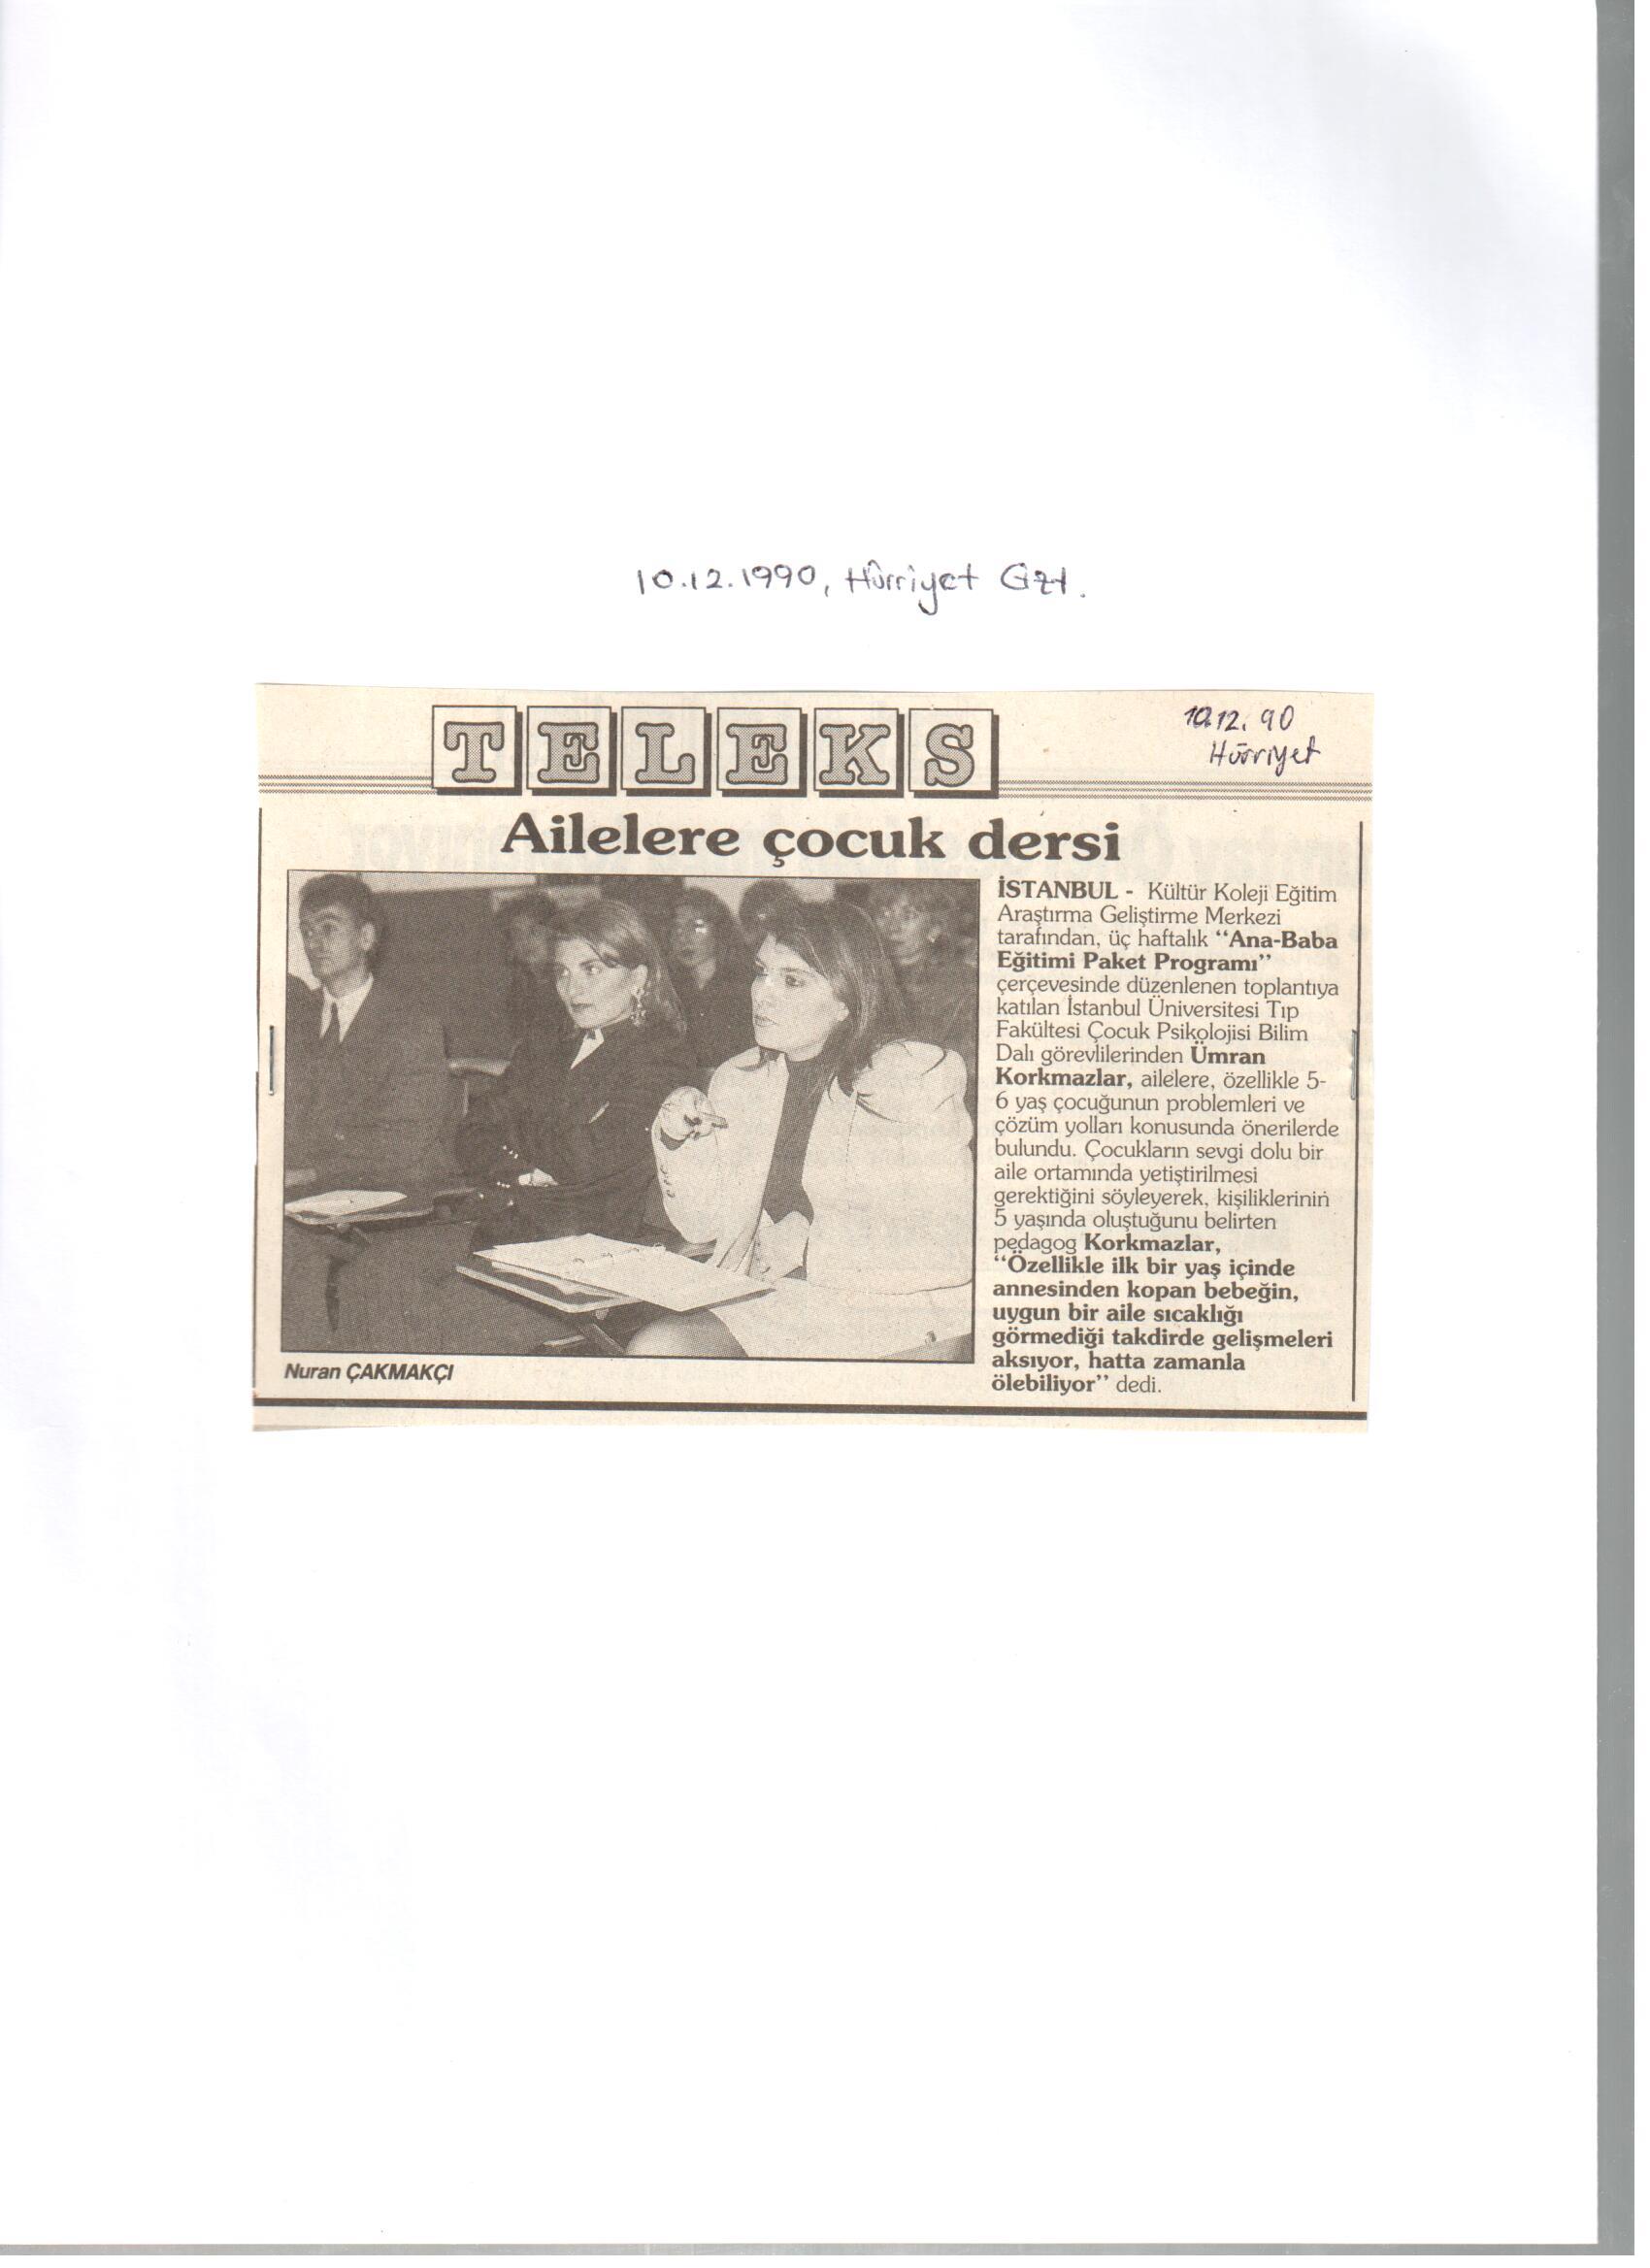 10.12.1990, Hürriyet Gzt.
TELEKS
10.12.90
Hürriyet
Ailelere çocuk dersi
İSTANBUL - Kültür Koleji Eğitim
Araştırma Geliştirme Merkezi
tarafından, üç haftalık “Ana-Baba
Eğitimi Paket Programı”
çerçevesinde düzenlenen toplantıya
katılan İstanbul Üniversitesi Tıp
Fakültesi Çocuk Psikolojisi Bilim
Dalı görevlilerinden Ümran
Korkmazlar, ailelere, özellikle 5-
6 yaş çocuğunun problemleri ve
çözüm yolları konusunda önerilerde
bulundu. Çocukların sevgi dolu bir
aile ortamında yetiştirilmesi
gerektiğini söyleyerek, kişiliklerinin
5 yaşında oluştuğunu belirten
pedagog Korkmazlar,
“Özellikle ilk bir yaş içinde
annesinden kopan bebeğin,
uygun bir aile sıcaklığı
görmediği takdirde gelişmeleri
aksıyor, hatta zamanla
ölebiliyor” dedi.
Nuran ÇAKMAKÇI